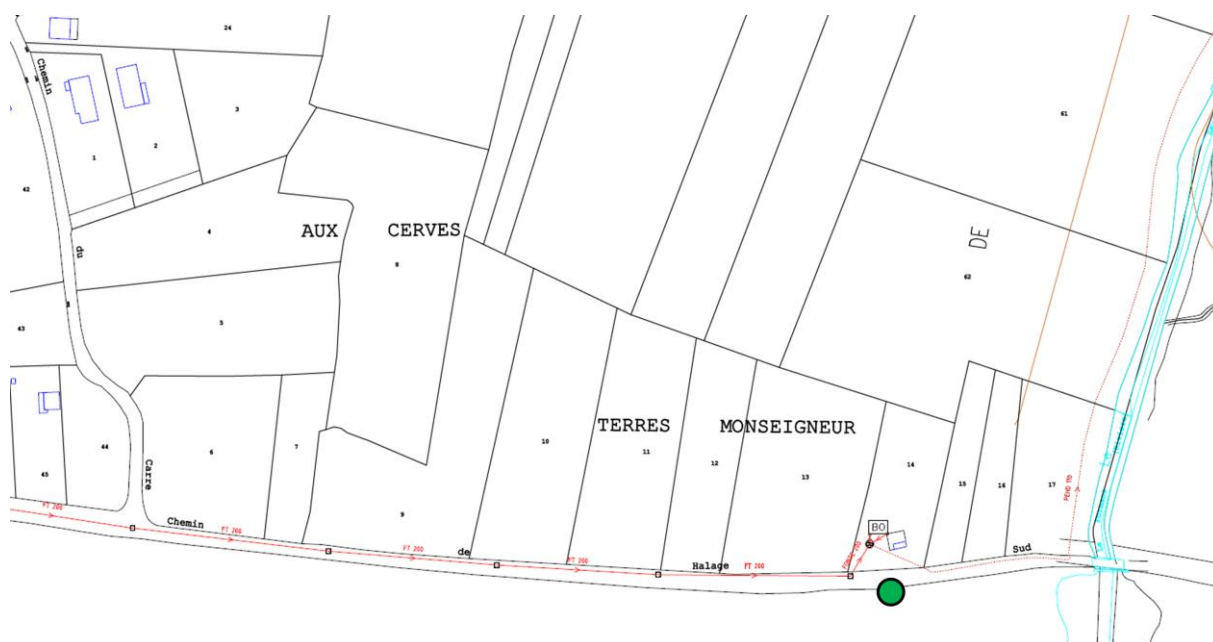 24
Chemin
3
61
1
2
42
4
AUX CERVES
DE
du
8
62
43
5
TERRES MONSEIGNEUR
44
45
6
7
10
11
12
13
14
15
16
17
Carre
9
PEHD 110
FT 200
Chemin
FT 200
FT 200
de
FT 200
Halage
FT 200
BO
Sud